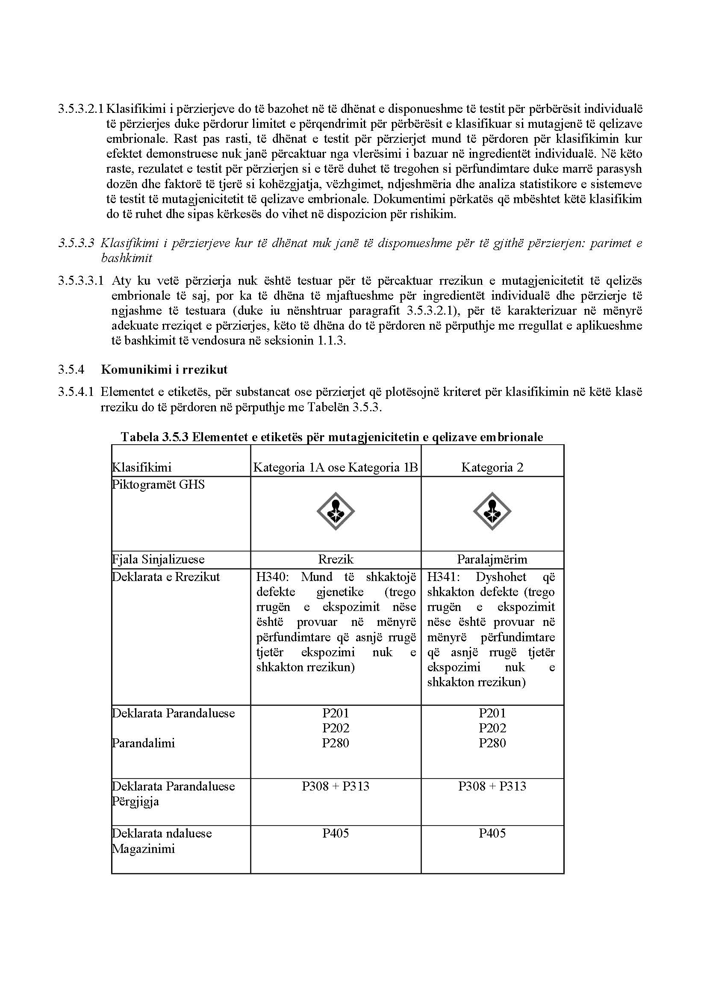 3.5.3.2.1 Klasifikimi i përzierjeve do të bazohet në të dhënat e disponueshme të testit për përbërësit individualë
të përzierjes duke përdorur limitet e përqendrimit për përbërësit e klasifikuar si mutagjenë të qelizave
embrionale. Rast pas rasti, të dhënat e testit për përzierjet mund të përdoren për klasifikimin kur
efektet demonstruese nuk janë përcaktuar nga vlerësimi i bazuar në ingredientët individualë. Në këto
raste, rezulatet e testit për përzierjen si e tërë duhet të tregohen si përfundimtare duke marrë parasysh
dozën dhe faktorë të tjerë si kohëzgjatja, vëzhgimet, ndjeshmëria dhe analiza statistikore e sistemeve
të testit të mutagjenicitetit të qelizave embrionale. Dokumentimi përkatës që mbështet këtë klasifikim
do të ruhet dhe sipas kërkesës do vihet në dispozicion për rishikim.
3.5.3.3 Klasifikimi i përzierjeve kur të dhënat nuk janë të disponueshme për të gjithë përzierjen: parimet e
bashkimit
3.5.3.3.1 Aty ku vetë përzierja nuk është testuar për të përcaktuar rrezikun e mutagjenicitetit të qelizës
embrionale të saj, por ka të dhëna të mjaftueshme për ingredientët individualë dhe përzierje të
ngjashme të testuara (duke iu nënshtruar paragrafit 3.5.3.2.1), për të karakterizuar në mënyrë
adekuate rreziqet e përzierjes, këto të dhëna do të përdoren në përputhje me rregullat e aplikueshme
të bashkimit të vendosura në seksionin 1.1.3.
3.5.4 Komunikimi i rrezikut
3.5.4.1 Elementet e etiketës, për substancat ose përzierjet që plotësojnë kriteret për klasifikimin në këtë klasë
rreziku do të përdoren në përputhje me Tabelën 3.5.3.
Tabela 3.5.3 Elementet e etiketës për mutagjenicitetin e qelizave embrionale
Klasifikimi Kategoria 1A ose Kategoria 1B Kategoria 2
Piktogramët GHS
Fjala Sinjalizuese Rrezik Paralajmërim
Deklarata e Rrezikut
H340: Mund të shkaktojë
defekte gjenetike (trego
rrugën e ekspozimit nëse
është provuar në mënyrë
përfundimtare që asnjë rrugë
tjetër ekspozimi nuk e
shkakton rrezikun)
H341: Dyshohet që
shkakton defekte (trego
rrugën e ekspozimit
nëse është provuar në
mënyrë përfundimtare
që asnjë rrugë tjetër
ekspozimi nuk e
shkakton rrezikun)
Deklarata Parandaluese P201 P201
P202 P202
Parandalimi P280 P280
Deklarata Parandaluese P308 + P313 P308 + P313
Përgjigja
Deklarata ndaluese P405 P405
Magazinimi